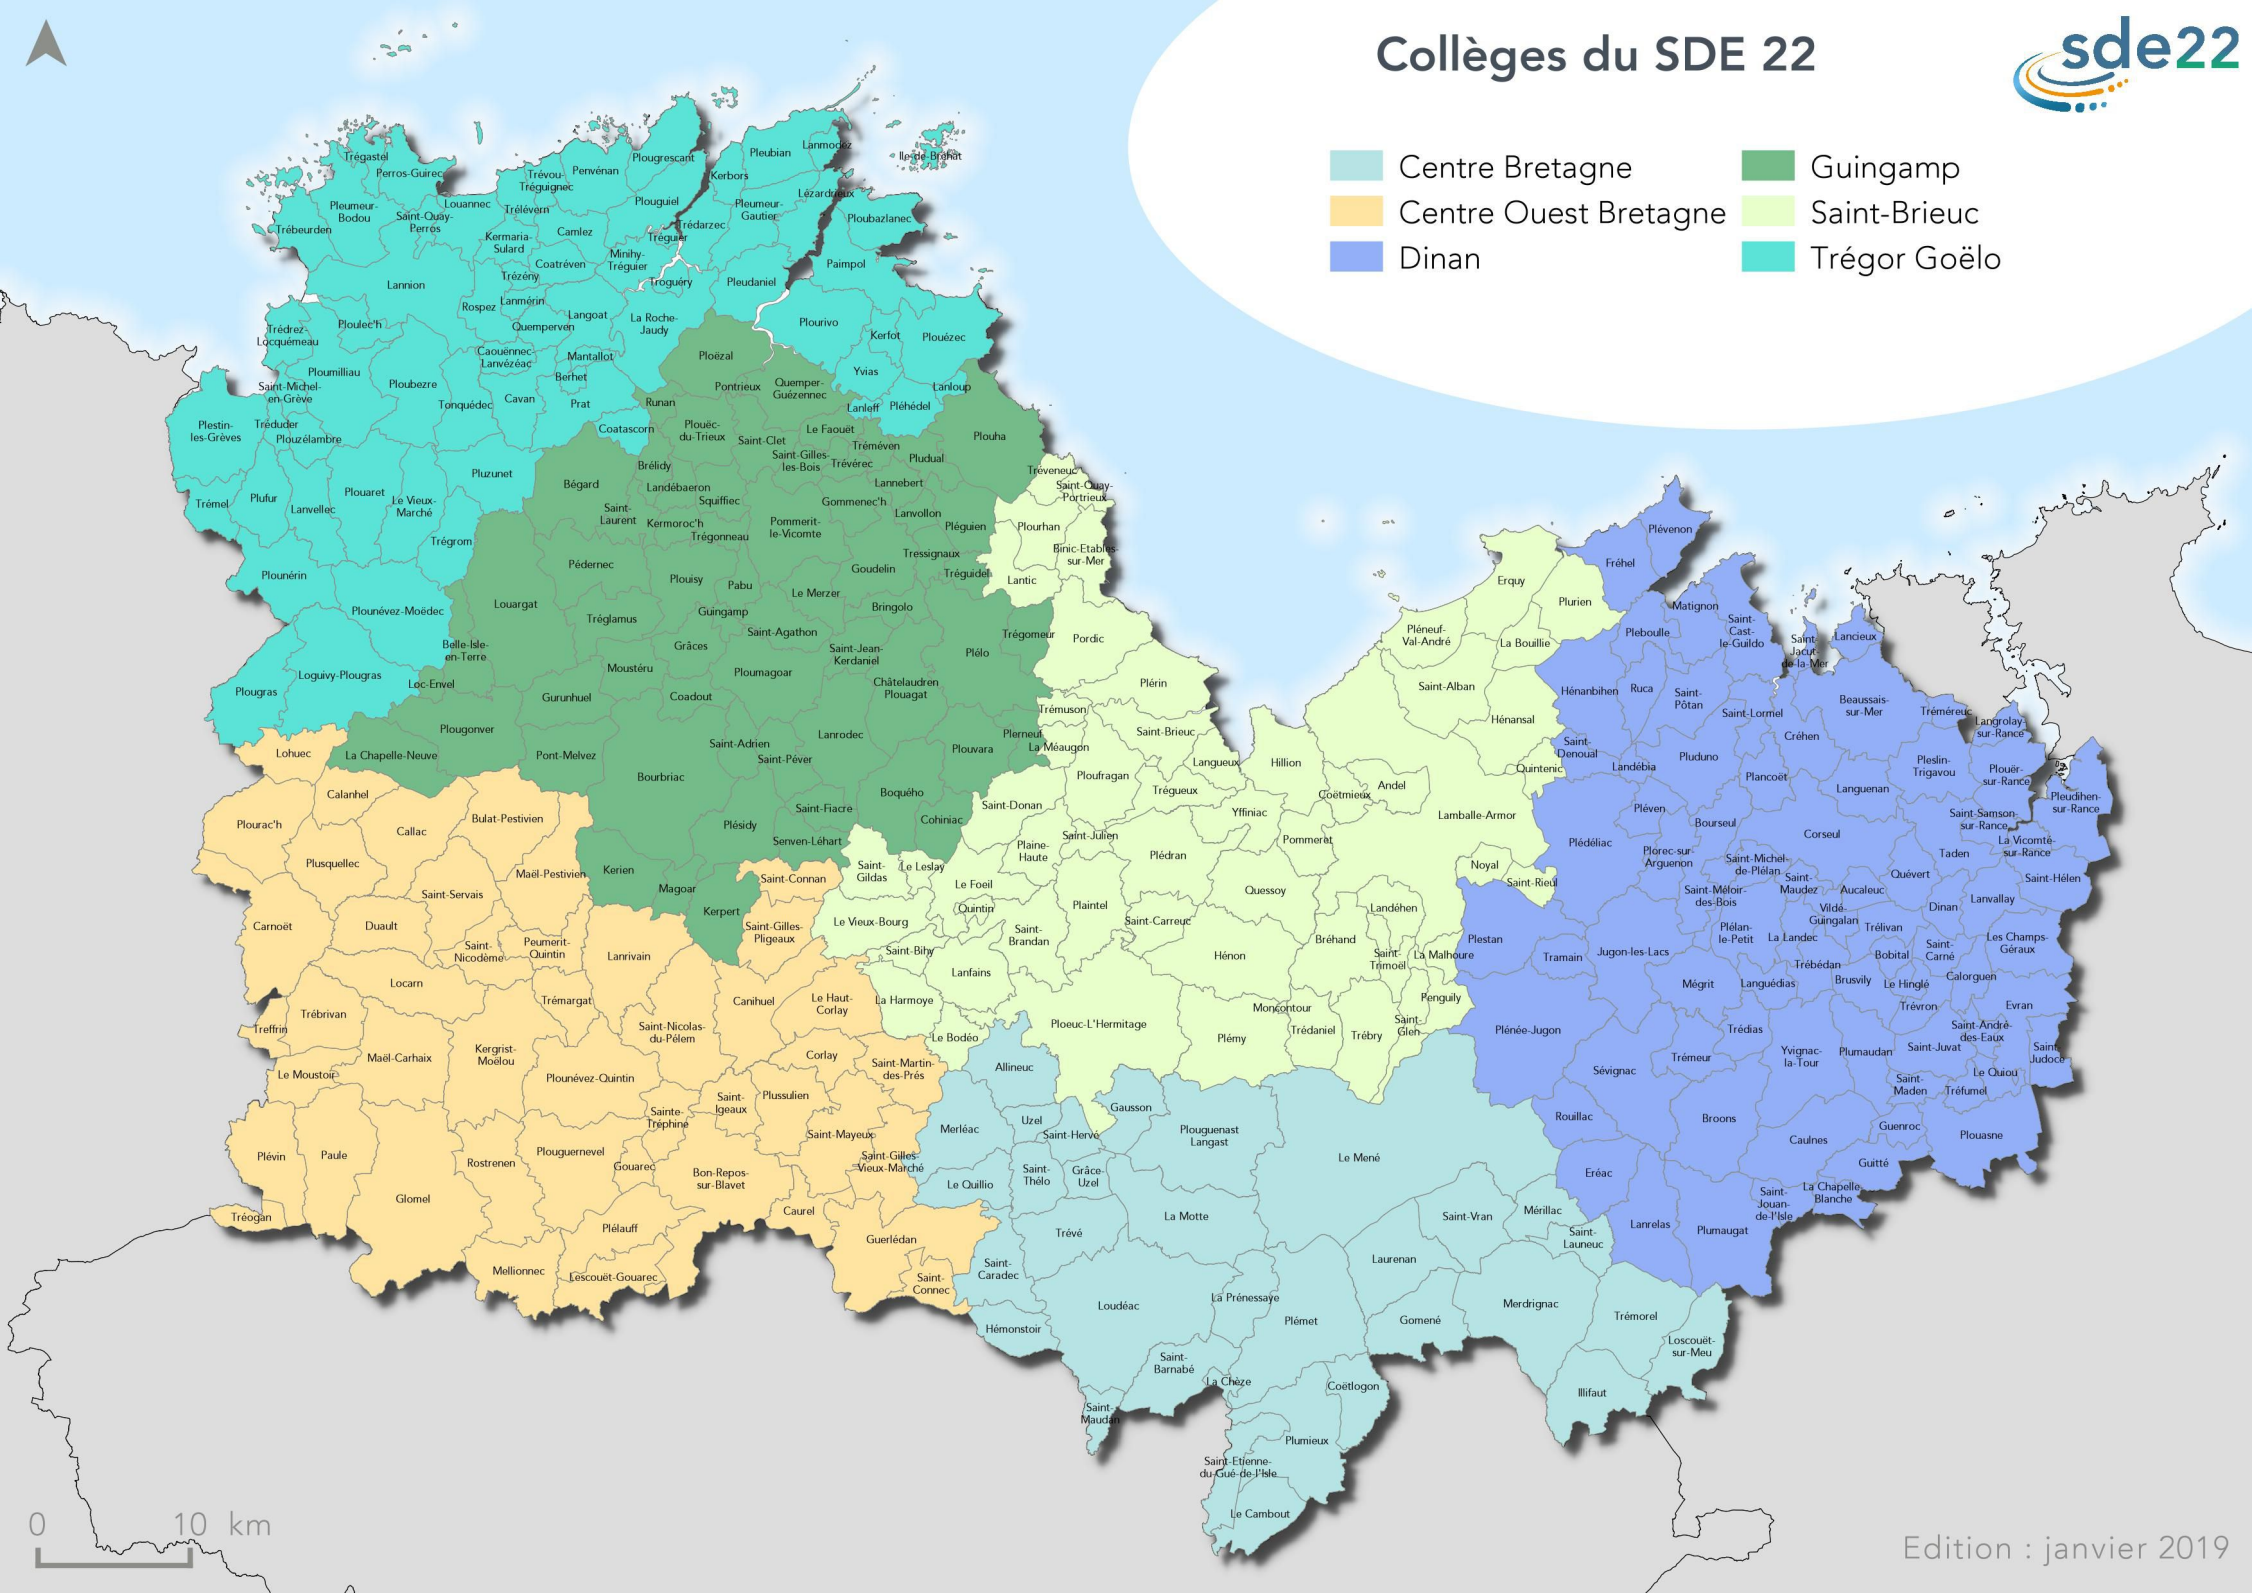 Collèges du SDE 22
sde22
Centre Bretagne
Centre Ouest Bretagne
Dinan
Guingamp
Saint-Brieuc
Trégor Goëlo
Trégastel
Perros-Guirec
Louannec
Trévou-
Tréguignec
Penvénan
Plougrescant
Kerbors
Pleubian
Lanmodez
Ile-de-Bréhat
Pleumeur-
Bodou
Saint-Quay-
Perros
Trélévern
Plouguiel
Pleumeur-
Gautier
Lézardrieux
Ploubazlanec
Trébeurden
Kermaria-
Sulard
Camlez
Tréguier
Trédarzec
Minihy-
Tréguier
Coatréven
Trézény
Troguéry
Pleudaniel
Paimpol
Lannion
Rospez
Lanmérin
Langoat
Quemperven
La Roche-
Jaudy
Plourivo
Kerfot
Plouézec
Trédrez-
Locquémeau
Ploulec'h
Caouënnec-
Lanvézéac
Mantallot
Berhet
Ploumilliau
Ploubezre
Saint-Michel-
en-Grève
Tonquédec
Cavan
Prat
Yvias
Lanloup
Lanleff
Pléhédel
Plestin-
les-Grèves
Tréduder
Plouzélambre
Coatascorn
Pluzunet
Trémel
Plufur
Lanvellec
Plouaret
Le Vieux-
Marché
Trégrom
Plounérin
Plounévez-Moëdec
Loguivy-Plougras
Plougras
Ploëzal
Pontrieux
Quemper-
Guézennec
Runan
Plouëc-
du-Trieux
Saint-Clet
Le Faouët
Tréméven
Saint-Gilles-
les-Bois
Trévérec
Pludual
Plouha
Brélidy
Landébaeron
Squiffiec
Lannebert
Gommenec'h
Lanvollon
Bégard
Saint-
Laurent
Kermoroc'h
Trégonneau
Pommerit-
le-Vicomte
Pléguien
Tressignaux
Tréguidel
Goudelin
Pédernec
Plouisy
Pabu
Le Merzer
Bringolo
Louargat
Tréglamus
Guingamp
Saint-Agathon
Grâces
Saint-Jean-
Kerdaniel
Trégomeur
Plélo
Belle-Isle-
en-Terre
Loc-Envel
Moustéru
Ploumagoar
Châtelaudren
Plouagat
Gurunhuel
Coadout
Plougonver
Saint-Adrien
Lanrodec
Plerneuf
Plouvara
La Chapelle-Neuve
Pont-Melvez
Saint-Péver
Bourbriac
Boquého
Saint-Fiacre
Cohiniac
Plésidy
Senven-Léhart
Kerien
Magoar
Kerpert
Tréveneuc
Saint-Quay-
Portrieux
Plourhan
Binic-Etables-
sur-Mer
Lantic
Pordic
Plérin
Trémuson
La Méaugon
Saint-Brieuc
Langueux
Hillion
Ploufragan
Trégueux
Yffiniac
Coëtmieux
Andel
Saint-Donan
Saint-Julien
Plaine-
Haute
Plédran
Pommeret
Lamballe-Armor
Saint-
Gildas
Le Leslay
Le Foeil
Quintin
Plaintel
Quessoy
Noyal
Saint-Rieul
Le Vieux-Bourg
Saint-Carreuc
Landéhen
Saint-
Brandan
Bréhand
Saint-Bihy
Lanfains
Hénon
Saint-
Trimoël
La Malhoure
La Harmoye
Penguily
Moncontour
Le Bodéo
Ploeuc-L'Hermitage
Plémy
Trédaniel
Trébry
Saint-
Glen
Erquy
Plurien
Pléneuf-
Val-André
La Bouillie
Saint-Alban
Hénansal
Quintenic
Plévenon
Fréhel
Matignon
Saint-
Cast-
le-Guildo
Pleboulle
Saint-
Jacut-
de-la-Mer
Lancieux
Hénanbihen
Ruca
Saint-
Pôtan
Saint-Lormel
Beaussais-
sur-Mer
Tréméreuc
Langrolay-
sur-Rance
Saint-
Denoual
Landébia
Pluduno
Créhen
Plancoët
Languenan
Pleslin-
Trigavou
Plouër-
sur-Rance
Pleudihen-
sur-Rance
Pléven
Bourseul
Corseul
Saint-Samson-
sur-Rance
La Vicomté-
sur-Rance
Plédéliac
Plorec-sur-
Arguenon
Saint-Michel-
de-Plélan
Taden
Saint-Méloir-
des-Bois
Saint-
Maudez
Aucaleuc
Quévert
Saint-Hélen
Lanvallay
Dinan
Vildé-
Guingalan
Trélivan
Plestan
Plélan-
le-Petit
La Landec
Les Champs-
Géraux
Tramain
Jugon-les-Lacs
Trébédan
Bobital
Saint-
Carné
Mégrit
Languédias
Brusvily
Le Hinglé
Calorguen
Trévron
Evran
Plénée-Jugon
Trédias
Saint-André-
des-Eaux
Trémeur
Yvignac-
la-Tour
Plumaudan
Saint-Juvat
Saint-
Judoce
Sévignac
Le Quiou
Saint-
Maden
Tréfumel
Rouillac
Broons
Caulnes
Guenroc
Plouasne
Eréac
Guitté
Saint-
Jouan-
de-l'Isle
La Chapelle-
Blanche
Lanrelas
Plumaugat
Lohuec
Calanhel
Plourac'h
Callac
Bulat-Pestivien
Plusquellec
Maël-Pestivien
Saint-Connan
Saint-Servais
Carnoët
Duault
Saint-
Nicodème
Peumerit-
Quintin
Lanrivain
Saint-Gilles-
Pligeaux
Locarn
Trémargat
Canihuel
Le Haut-
Corlay
Trébrivan
Treffrin
Saint-Nicolas-
du-Pélem
Maël-Carhaix
Kergrist-
Moëlou
Corlay
Saint-Martin-
des-Prés
Le Moustoir
Plounévez-Quintin
Saint-
Igeaux
Plussulien
Sainte-
Tréphine
Saint-Mayeux
Plévin
Paule
Rostrenen
Plouguernevel
Gouarec
Bon-Repos-
sur-Blavet
Saint-Gilles-
Vieux-Marché
Glomel
Tréogan
Plélauff
Caurel
Guerlédan
Mellionnec
Lescouët-Gouarec
Saint-
Connec
Allineuc
Merléac
Uzel
Saint-Hervé
Gausson
Plouguenast
Langast
Le Mené
Le Quillio
Saint-
Thélo
Grâce-
Uzel
La Motte
Trévé
Saint-Vran
Mérillac
Saint-
Launeuc
Saint-
Caradec
Laurenan
Loudéac
La Prénessaye
Hémonstoir
Plémet
Gomené
Merdrignac
Trémorel
Loscouët-
sur-Meu
Saint-
Barnabé
La Chèze
Coëtlogon
Illifaut
Saint-
Maudan
Plumieux
Saint-Etienne-
du-Gué-de-l'Isle
Le Cambout
0 10 km
Edition : janvier 2019